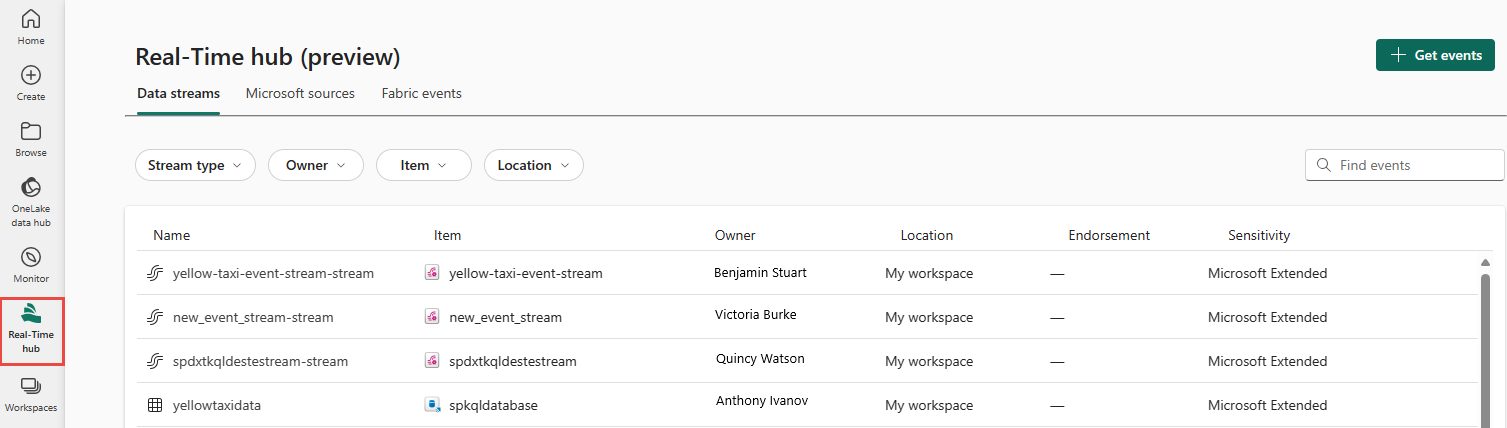 Home
Create
Browse
OneLake
data hub
Monitor
Real-Time
hub
Workspaces
Real-Time hub (preview)
+ Get events
Data streams Microsoft sources Fabric events
Stream type Owner Item Location Find events
Name Item Owner Location Endorsement Sensitivity
yellow-taxi-event-stream-stream yellow-taxi-event-stream Benjamin Stuart My workspace — Microsoft Extended
new_event_stream-stream new_event_stream Victoria Burke My workspace — Microsoft Extended
spdxtkqldestestream-stream spdxtkqldestestream Quincy Watson My workspace — Microsoft Extended
yellowtaxidata spkqldatabase Anthony Ivanov My workspace — Microsoft Extended